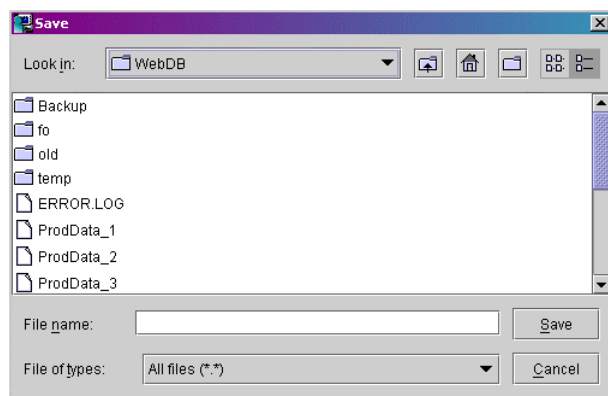 Save
Look in: WebDB
Backup
fo
old
temp
ERROR.LOG
ProdData_1
ProdData_2
ProdData_3
File name: Save
File of types: All files (*.*) Cancel